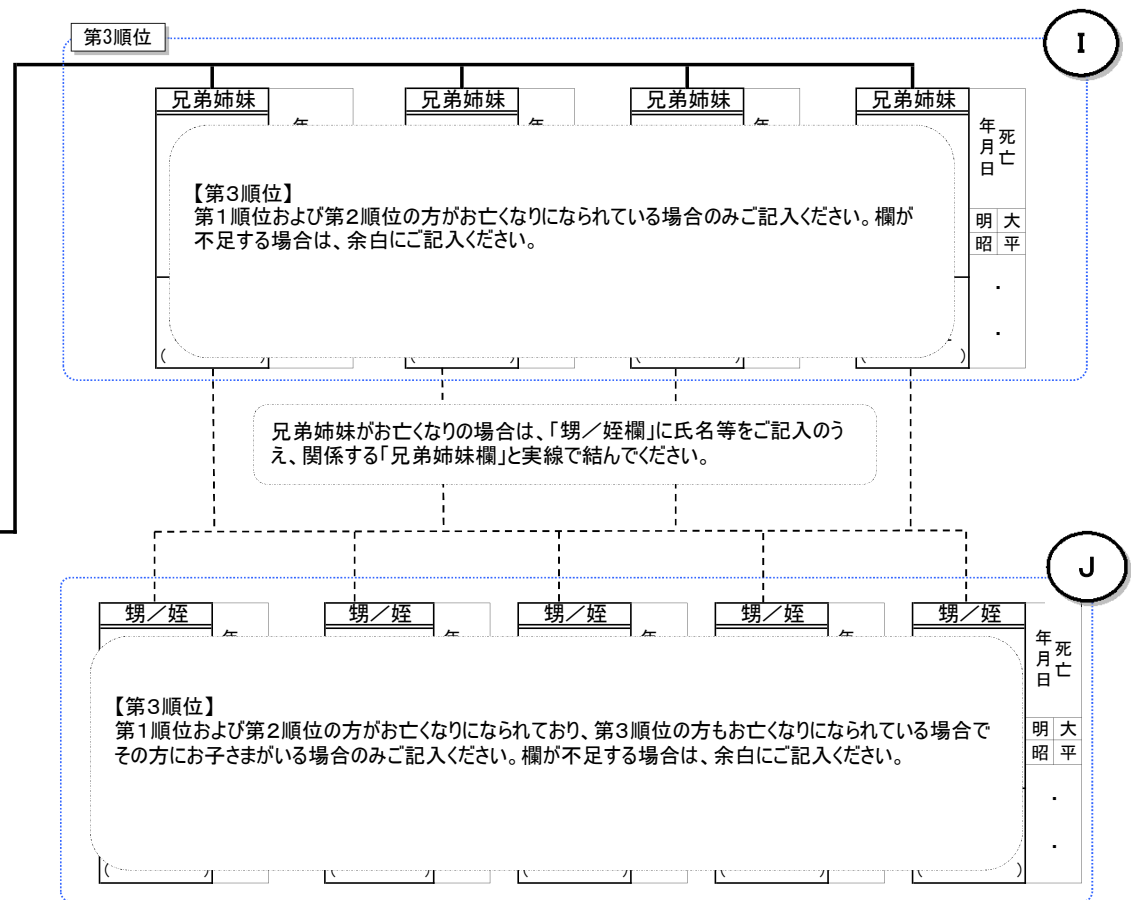 第3順位
I
兄弟姉妹 兄弟姉妹 兄弟姉妹 兄弟姉妹
死亡年月日
【第3順位】
第1順位および第2順位の方がお亡くなりになられている場合のみご記入ください。欄が
不足する場合は、余白にご記入ください。
明 大
昭 平
・
・
( ) ( ) ( ) ( )
兄弟姉妹がお亡くなりの場合は、「甥／姪欄」に氏名等をご記入のう
え、関係する「兄弟姉妹欄」と実線で結んでください。
J
甥／姪 甥／姪 甥／姪 甥／姪 甥／姪
死亡年月日
【第3順位】
第1順位および第2順位の方がお亡くなりになられており、第3順位の方もお亡くなりになられている場合で
その方にお子さまがいる場合のみご記入ください。欄が不足する場合は、余白にご記入ください。
明 大
昭 平
・
・
( ) ( ) ( ) ( ) ( )